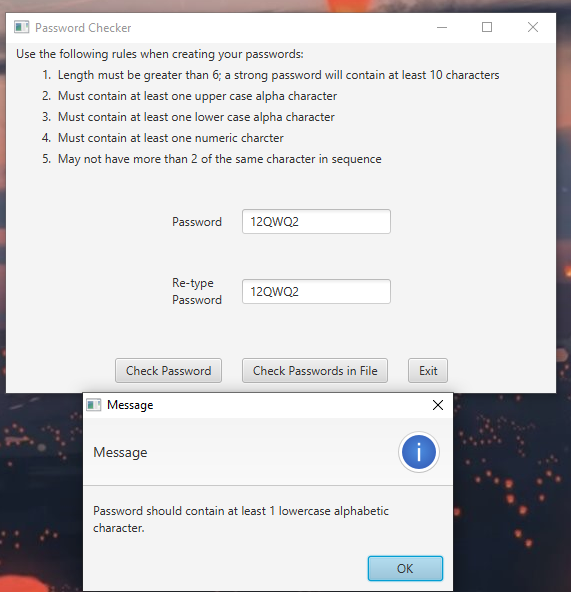 Password Checker
Use the following rules when creating your passwords:
1. Length must be greater than 6; a strong password will contain at least 10 characters
2. Must contain at least one upper case alpha character
3. Must contain at least one lower case alpha character
4. Must contain at least one numeric charcter
5. May not have more than 2 of the same character in sequence
Password 12QWQ2
Re-type
Password 12QWQ2
Check Password Check Passwords in File Exit
Message
Message
Password should contain at least 1 lowercase alphabetic
character.
OK